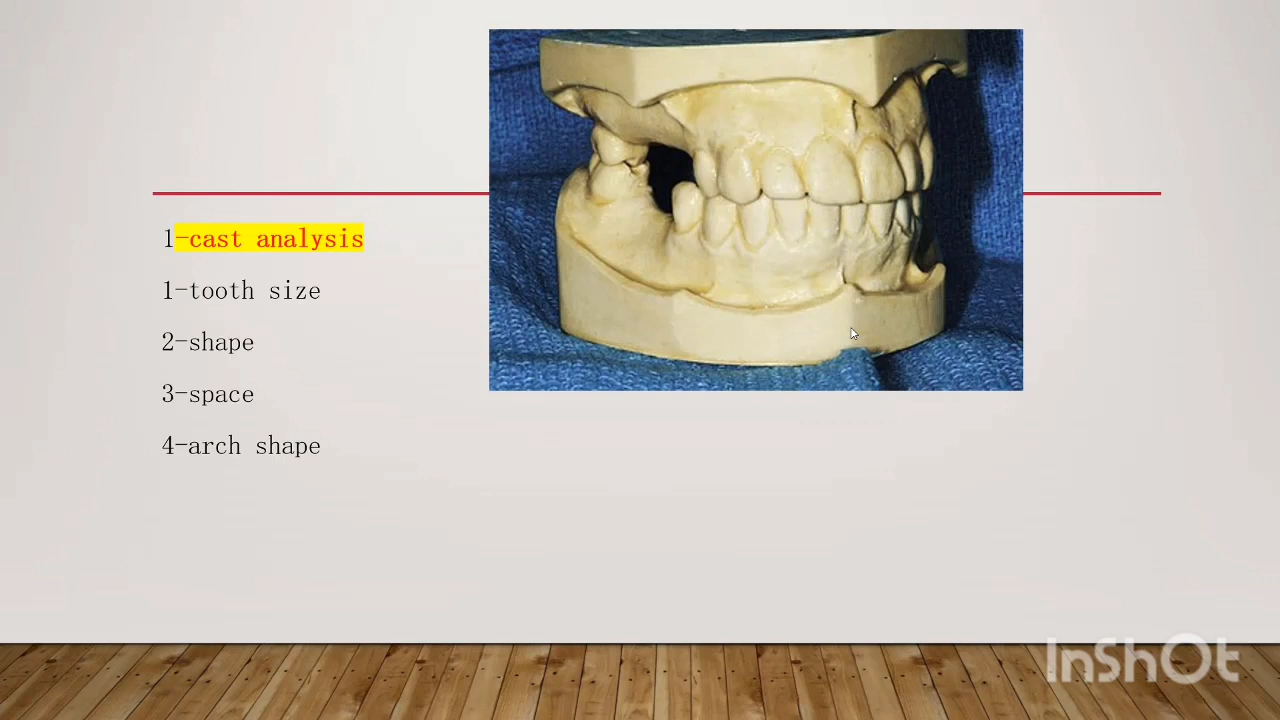 1-cast analysis
1-tooth size
2-shape
3-space
4-arch shape
InShOt